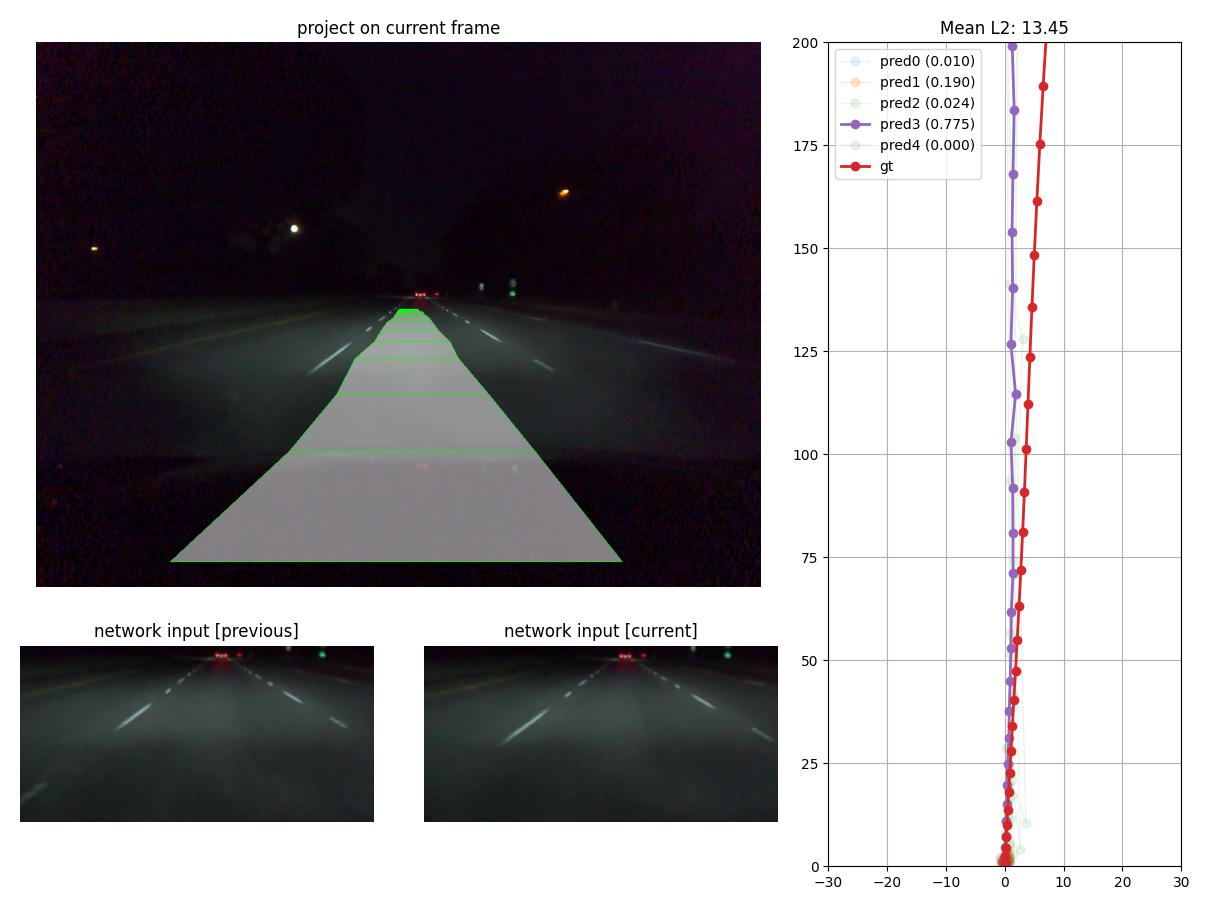 project on current frame
Mean L2: 13.45
200
175
150
125
100
75
50
25
0
pred0 (0.010)
pred1 (0.190)
pred2 (0.024)
pred3 (0.775)
pred4 (0.000)
gt
−30
−20
−10
0
10
20
30
network input [previous]
network input [current]